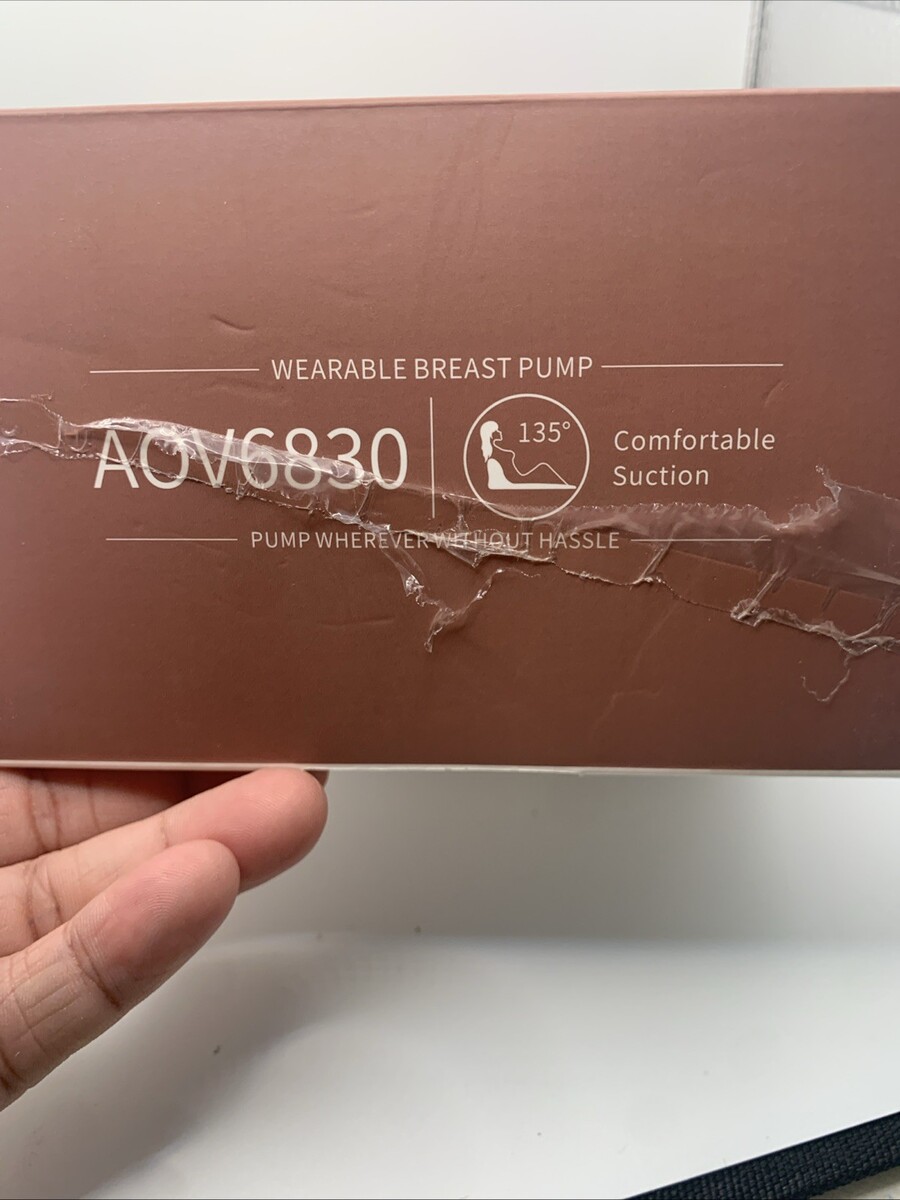 WEARABLE BREAST PUMP
AOV6830
135°
Comfortable
Suction
PUMP WHEREVER WITHOUT HASSLE